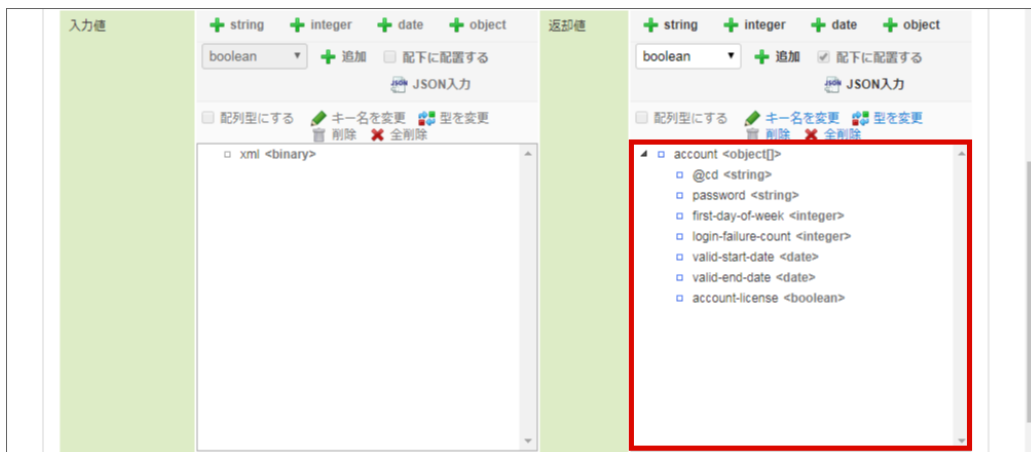 入力値
+ string + integer + date + object
boolean ▼ + 追加 配下に配置する
JSON入力
配列型にする キー名を変更 型を変更
削除 全削除
xml <binary>
返却値
+ string + integer + date + object
boolean ▼ + 追加 配下に配置する
JSON入力
配列型にする キー名を変更 型を変更
削除 全削除
account <object[]>
@cd <string>
password <string>
first-day-of-week <integer>
login-failure-count <integer>
valid-start-date <date>
valid-end-date <date>
account-license <boolean>